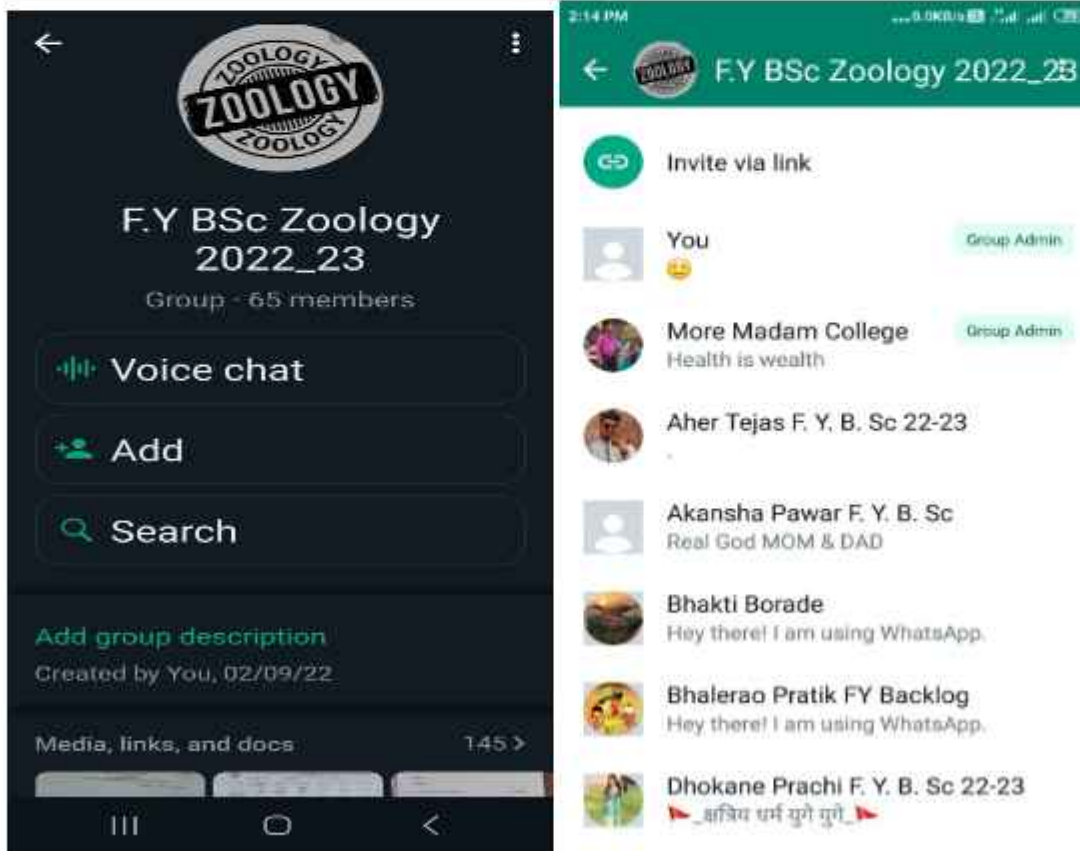 ZOOLOGY
ZOOLOGY
ZOOLOGY
F.Y BSc Zoology
2022_23
Group · 65 members
Voice chat
Add
Search
Add group description
Created by You, 02/09/22
Media, links, and docs 145 >
2:14 PM
F.Y BSc Zoology 2022_23
Invite via link
You
Group Admin
More Madam College
Group Admin
Health is wealth
Aher Tejas F. Y. B. Sc 22-23
.
Akansha Pawar F. Y. B. Sc
Real God MOM & DAD
Bhakti Borade
Hey there! I am using WhatsApp.
Bhalerao Pratik FY Backlog
Hey there! I am using WhatsApp.
Dhokane Prachi F. Y. B. Sc 22-23
🚩_क्षत्रिय धर्म युगे युगे_🚩